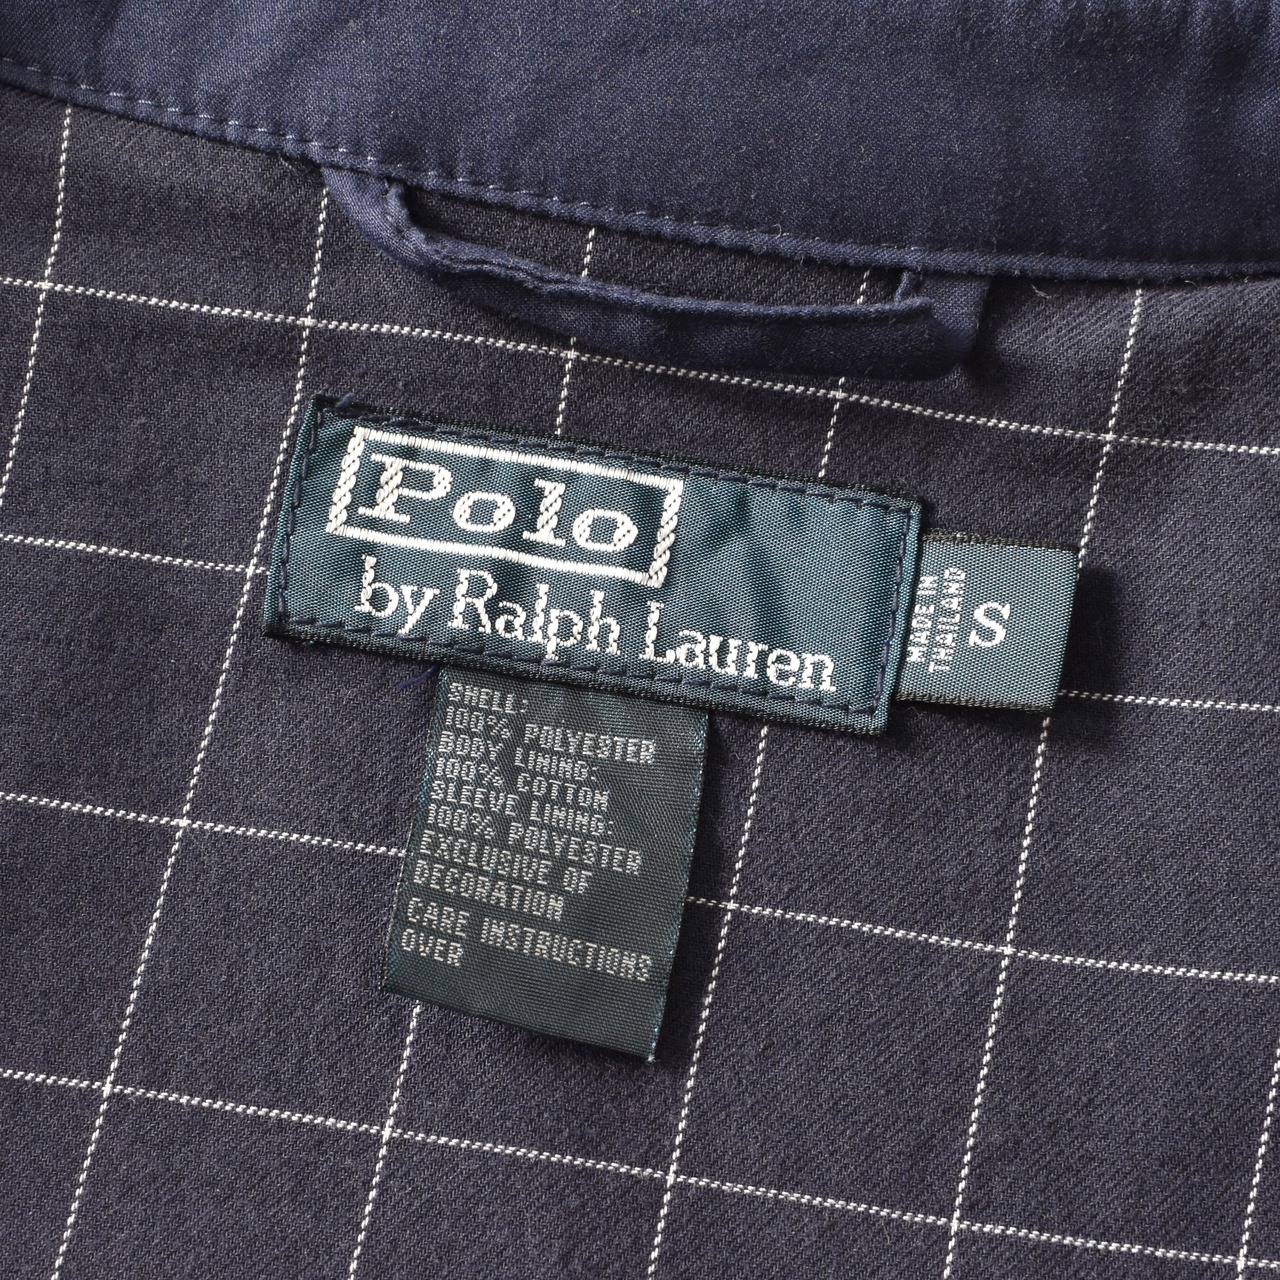 Polo
by Ralph Lauren
MADE IN
THAILAND
S
SHELL:
100% POLYESTER
BODY LINING:
100% COTTON
SLEEVE LINING:
100% POLYESTER
EXCLUSIVE OF
DECORATION
CARE INSTRUCTIONS
OVER